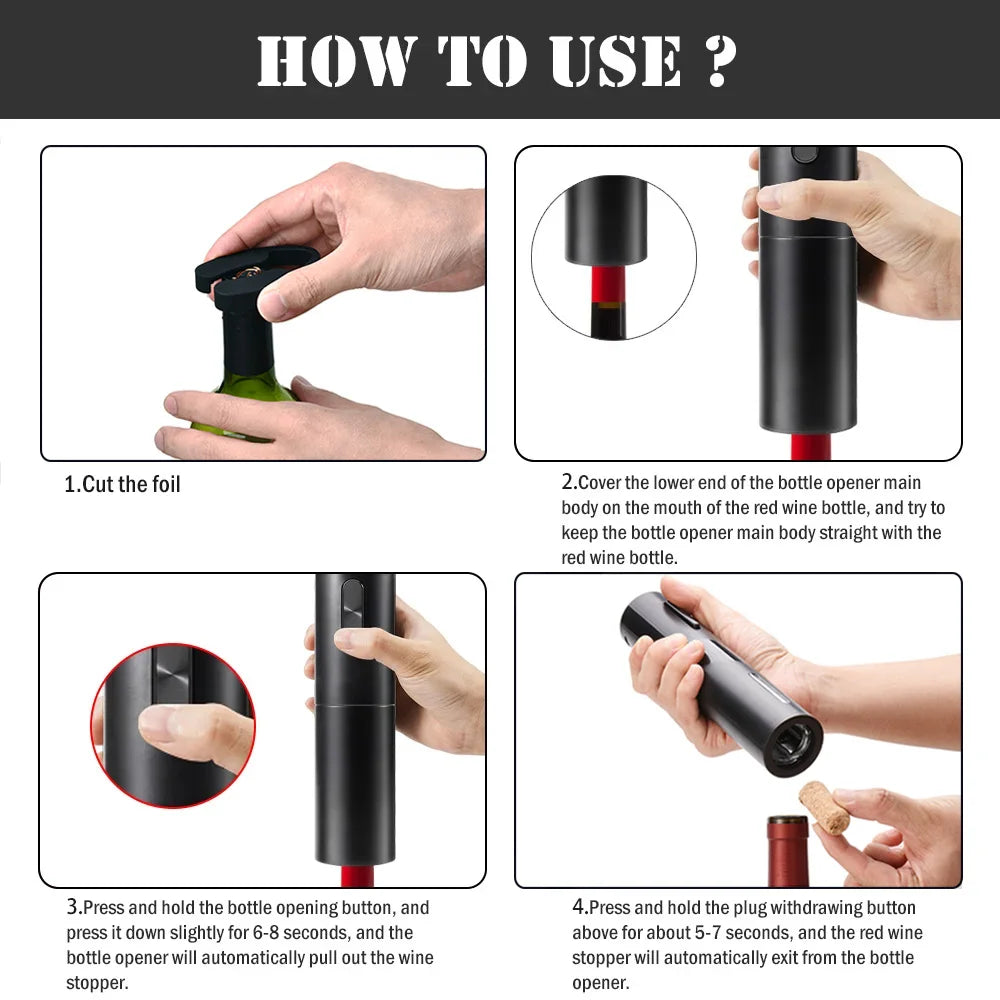 HOW TO USE ?
1.Cut the foil
2.Cover the lower end of the bottle opener main
body on the mouth of the red wine bottle, and try to
keep the bottle opener main body straight with the
red wine bottle.
3.Press and hold the bottle opening button, and
press it down slightly for 6-8 seconds, and the
bottle opener will automatically pull out the wine
stopper.
4.Press and hold the plug withdrawing button
above for about 5-7 seconds, and the red wine
stopper will automatically exit from the bottle
opener.